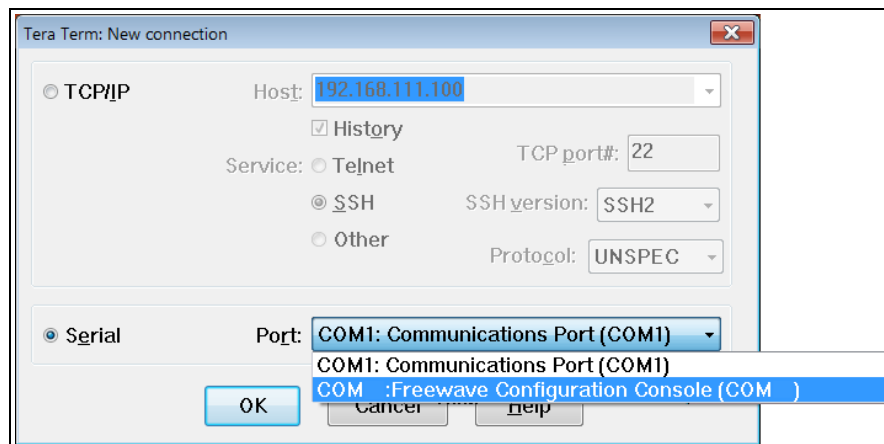 Tera Term: New connection
TCP/IP Host: 192.168.111.100
History
Service: Telnet TCP port#: 22
SSH SSH version: SSH2
Other Protocol: UNSPEC
Serial Port: COM1: Communications Port (COM1)
COM1: Communications Port (COM1)
COM :Freewave Configuration Console (COM )
OK Cancel Help